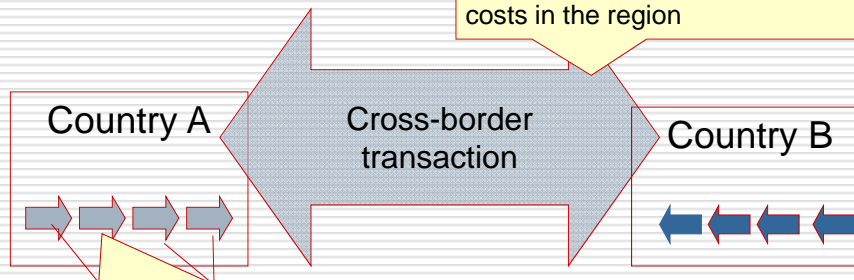 costs in the region
Country A
Cross-border
transaction
Country B